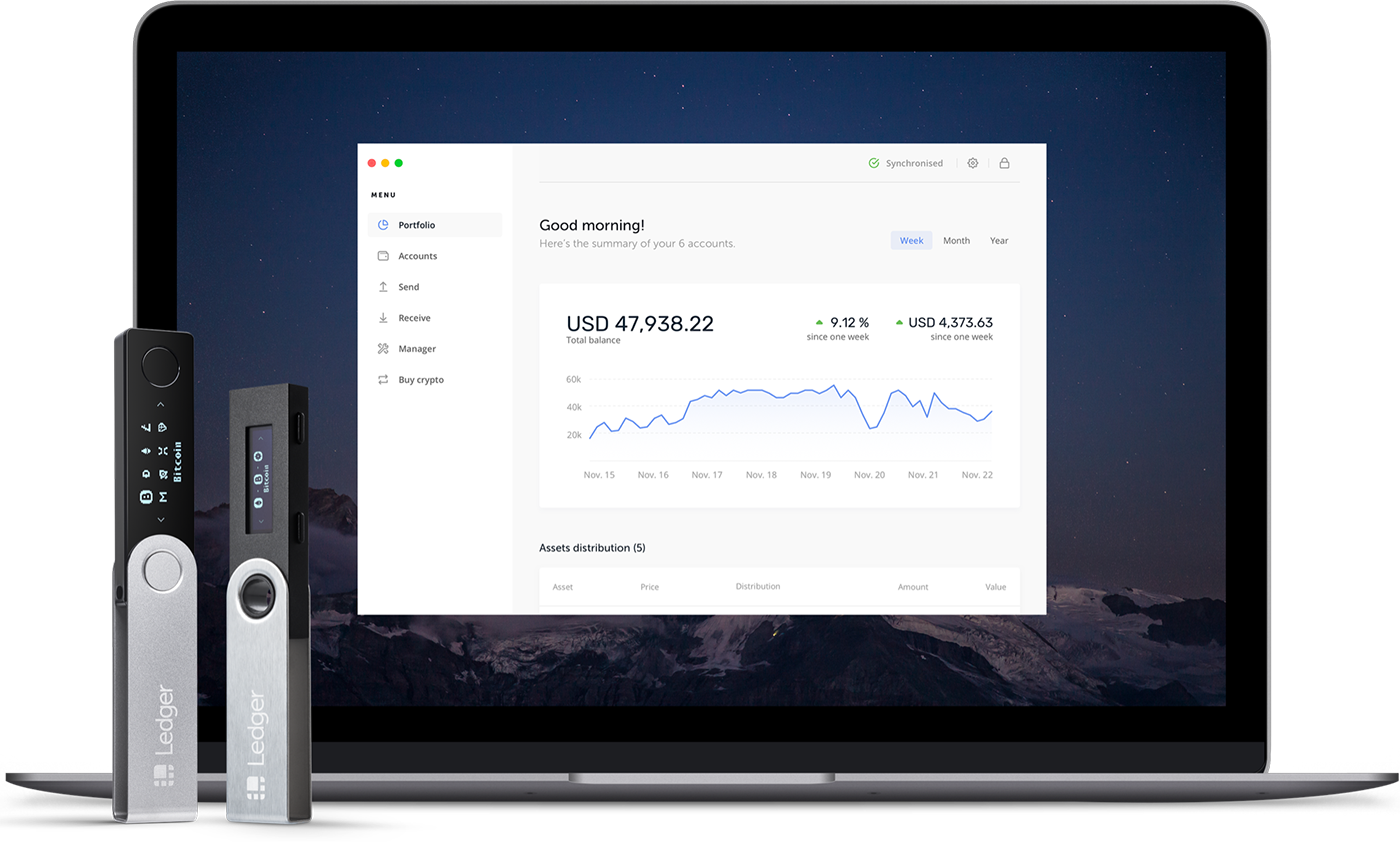 Synchronised
MENU
Portfolio
Accounts
Send
Receive
Manager
Buy crypto
Good morning!
Here's the summary of your 6 accounts.
Week Month Year
USD 47,938.22
Total balance
9.12 %
since one week
USD 4,373.63
since one week
60k
40k
20k
Nov. 15 Nov. 16 Nov. 17 Nov. 18 Nov. 19 Nov. 20 Nov. 21 Nov. 22
Assets distribution (5)
Asset Price Distribution Amount Value
Bitcoin
Ledger
Bitcoin
Ledger